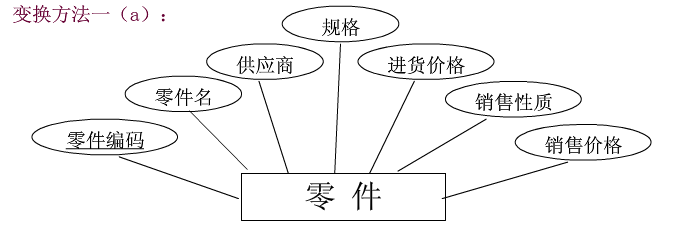 变换方法一（a）：
规格
供应商
进货价格
零件名
销售性质
零件编码
销售价格
零 件